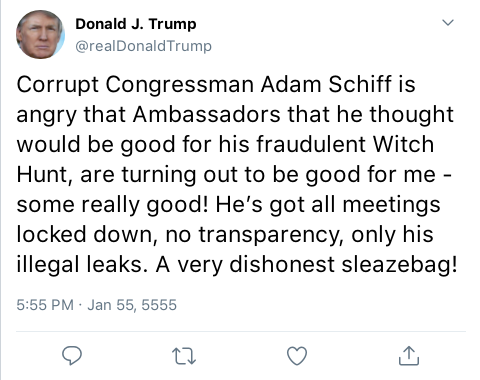 Donald J. Trump
@realDonaldTrump
Corrupt Congressman Adam Schiff is
angry that Ambassadors that he thought
would be good for his fraudulent Witch
Hunt, are turning out to be good for me -
some really good! He’s got all meetings
locked down, no transparency, only his
illegal leaks. A very dishonest sleazebag!
5:55 PM · Jan 55, 5555